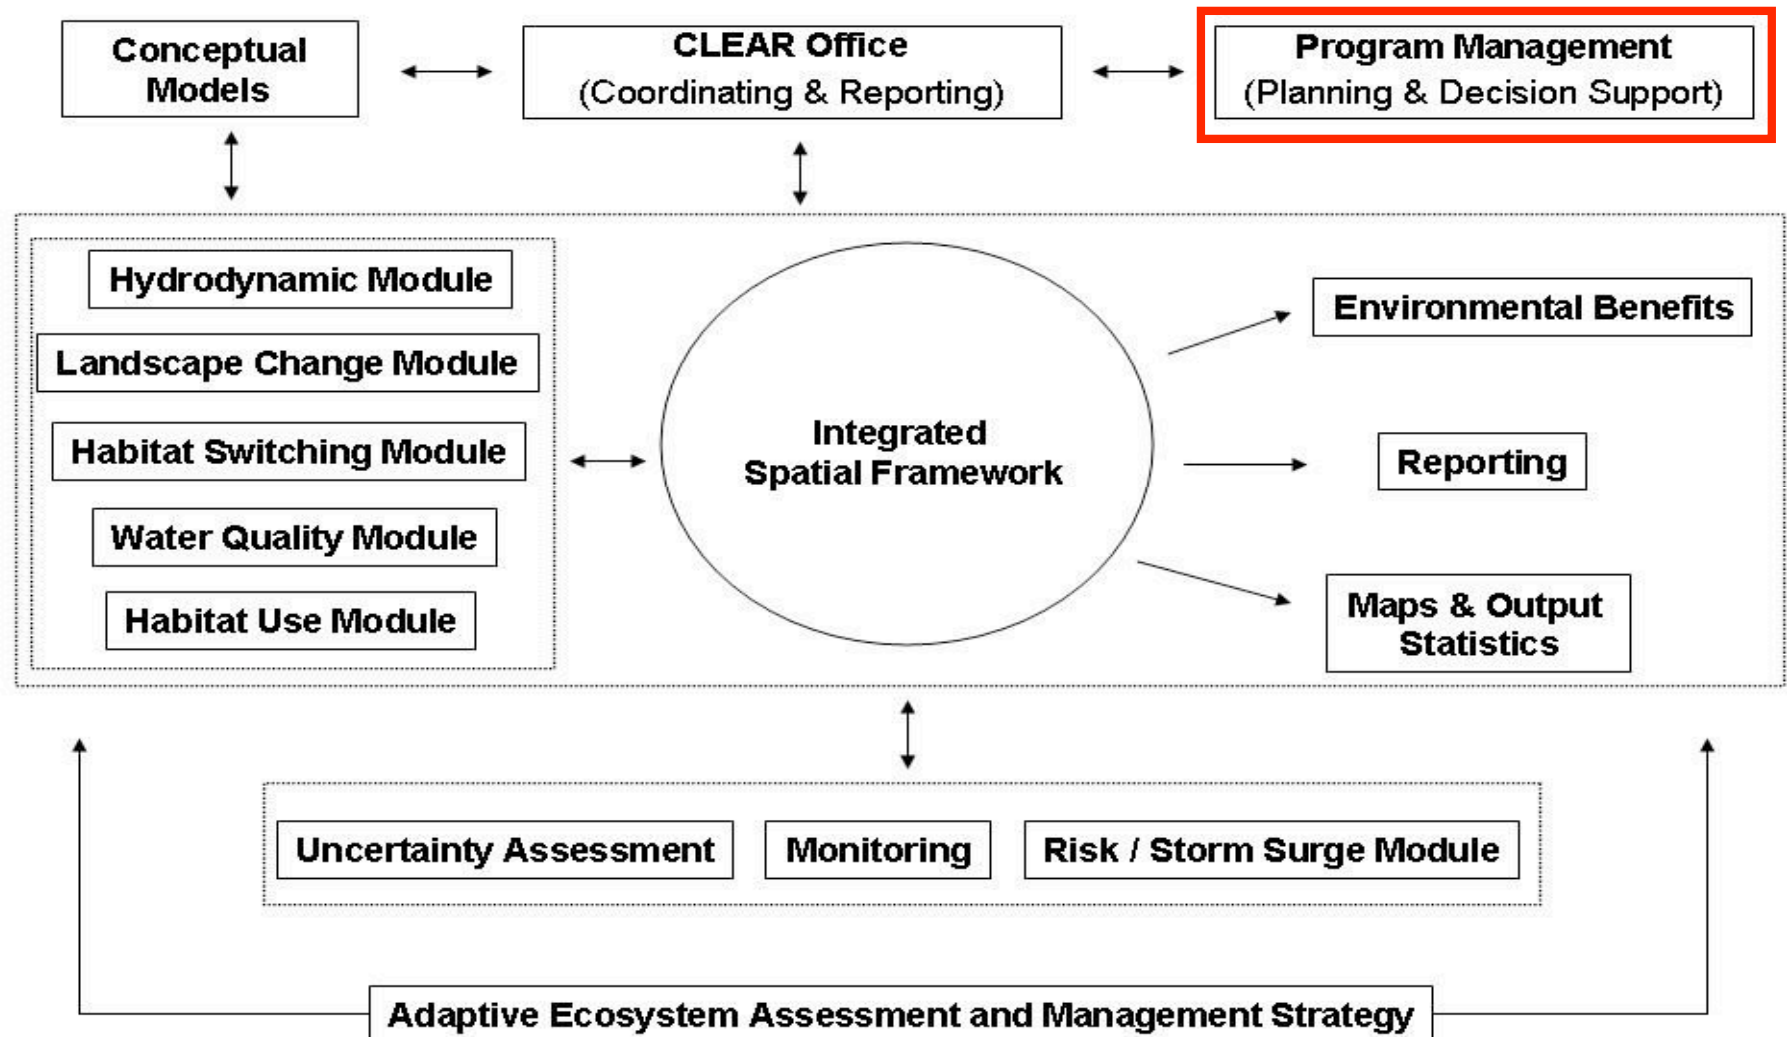 Conceptual
Models
CLEAR Office
(Coordinating & Reporting)
Program Management
(Planning & Decision Support)
Hydrodynamic Module
Landscape Change Module
Habitat Switching Module
Water Quality Module
Habitat Use Module
Integrated
Spatial Framework
Environmental Benefits
Reporting
Maps & Output
Statistics
Uncertainty Assessment
Monitoring
Risk / Storm Surge Module
Adaptive Ecosystem Assessment and Management Strategy